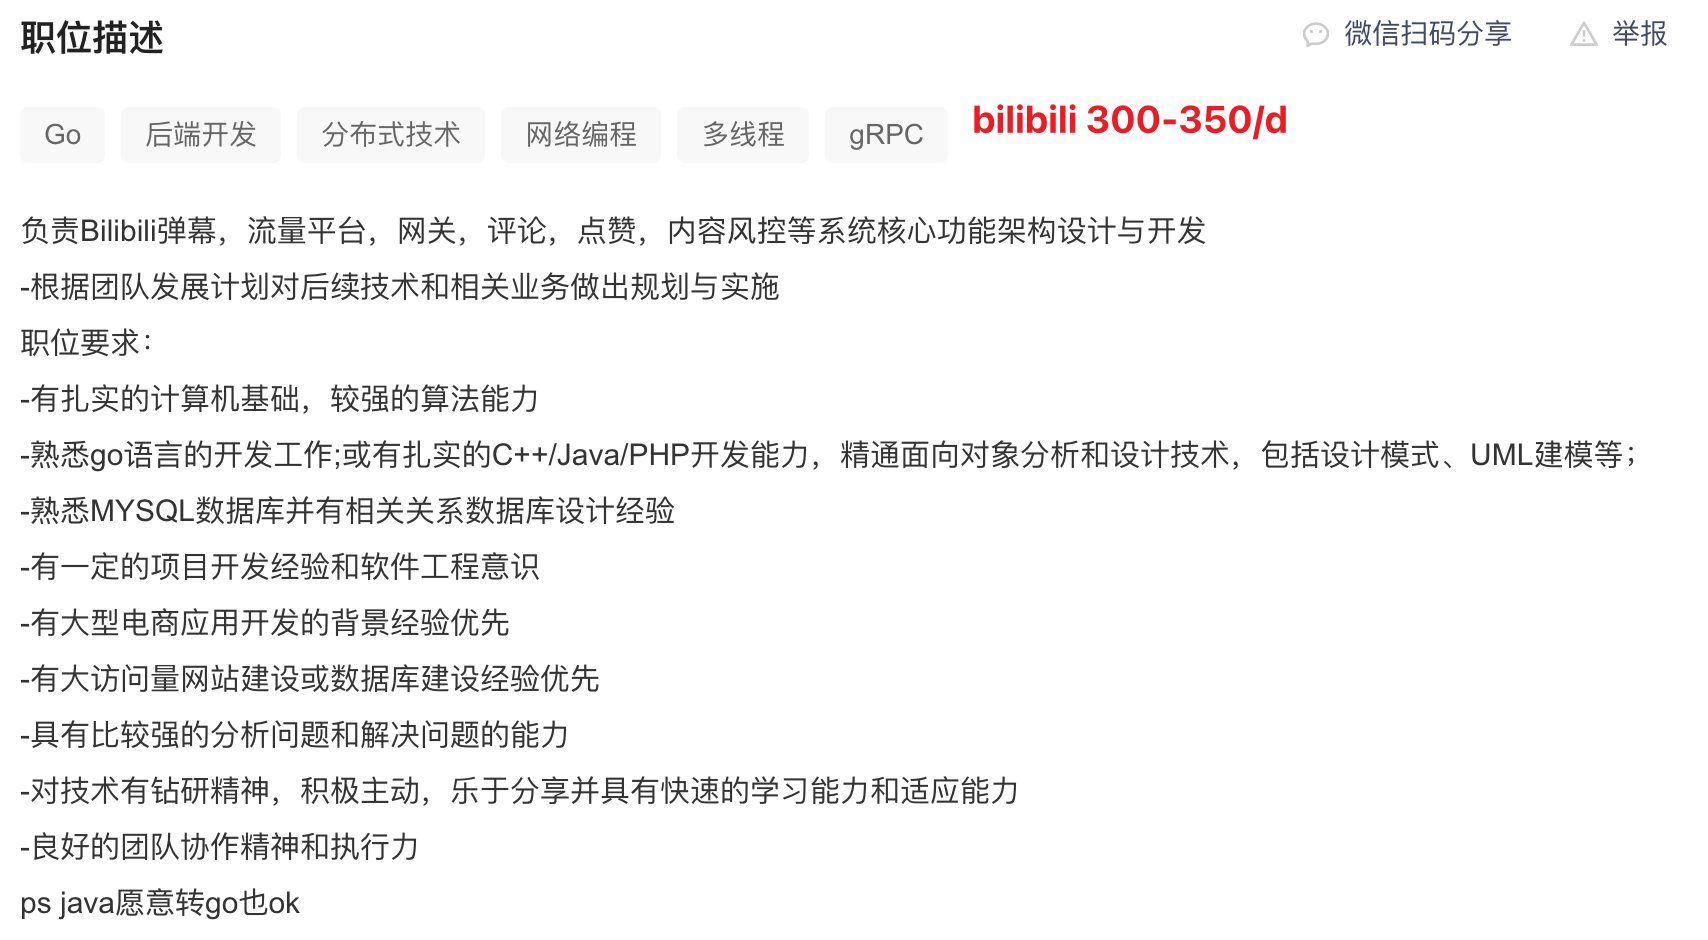 职位描述
微信扫码分享
举报
Go 后端开发 分布式技术 网络编程 多线程 gRPC bilibili 300-350/d
负责Bilibili弹幕，流量平台，网关，评论，点赞，内容风控等系统核心功能架构设计与开发
-根据团队发展计划对后续技术和相关业务做出规划与实施
职位要求：
-有扎实的计算机基础，较强的算法能力
-熟悉go语言的开发工作;或有扎实的C++/Java/PHP开发能力，精通面向对象分析和设计技术，包括设计模式、UML建模等；
-熟悉MYSQL数据库并有相关关系数据库设计经验
-有一定的项目开发经验和软件工程意识
-有大型电商应用开发的背景经验优先
-有大访问量网站建设或数据库建设经验优先
-具有比较强的分析问题和解决问题的能力
-对技术有钻研精神，积极主动，乐于分享并具有快速的学习能力和适应能力
-良好的团队协作精神和执行力
ps java愿意转go也ok